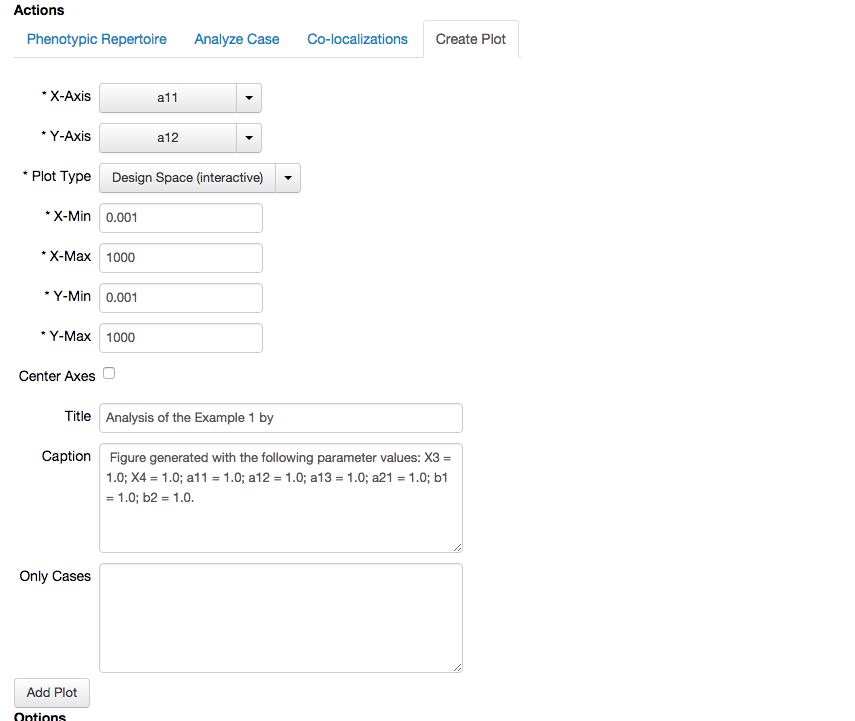 Actions
Phenotypic Repertoire Analyze Case Co-localizations Create Plot
* X-Axis a11
* Y-Axis a12
* Plot Type Design Space (interactive)
* X-Min 0.001
* X-Max 1000
* Y-Min 0.001
* Y-Max 1000
Center Axes
Title Analysis of the Example 1 by
Caption Figure generated with the following parameter values: X3 =
1.0; X4 = 1.0; a11 = 1.0; a12 = 1.0; a13 = 1.0; a21 = 1.0; b1
= 1.0; b2 = 1.0.
Only Cases
Add Plot
Options